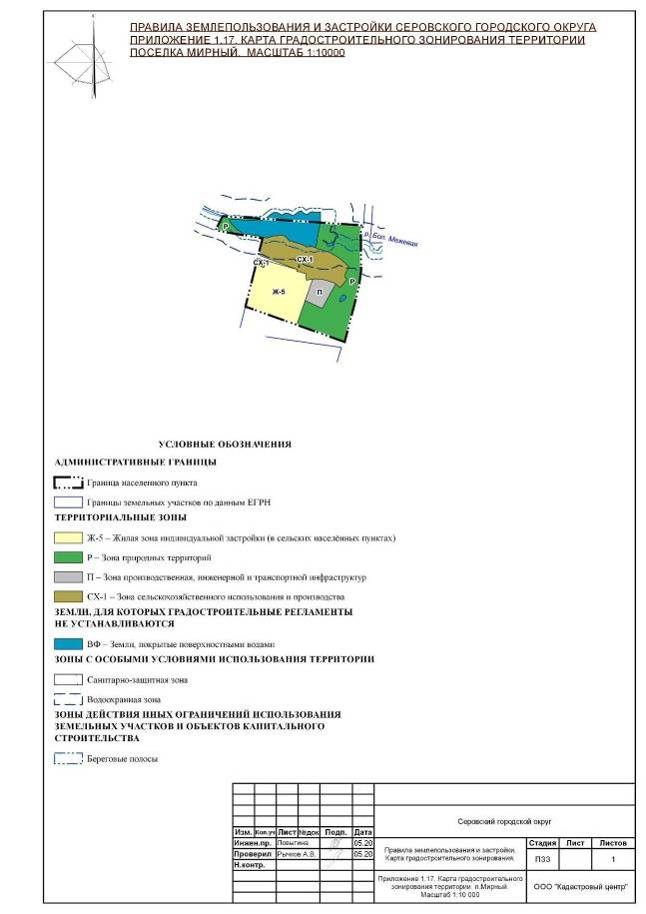 ПРАВИЛА ЗЕМЛЕПОЛЬЗОВАНИЯ И ЗАСТРОЙКИ СЕРОВСКОГО ГОРОДСКОГО ОКРУГА
ПРИЛОЖЕНИЕ 1.17. КАРТА ГРАДОСТРОИТЕЛЬНОГО ЗОНИРОВАНИЯ ТЕРРИТОРИИ
ПОСЕЛКА МИРНЫЙ. МАСШТАБ 1:10000
Р
р. Бол. Межевая
СХ-1
СХ-1
Р
Ж-5
П
УСЛОВНЫЕ ОБОЗНАЧЕНИЯ
АДМИНИСТРАТИВНЫЕ ГРАНИЦЫ
Граница населенного пункта
Границы земельных участков по данным ЕГРН
ТЕРРИТОРИАЛЬНЫЕ ЗОНЫ
Ж-5 – Жилая зона индивидуальной застройки (в сельских населённых пунктах)
Р – Зона природных территорий
П – Зона производственная, инженерной и транспортной инфраструктур
СХ-1 – Зона сельскохозяйственного использования и производства
ЗЕМЛИ, ДЛЯ КОТОРЫХ ГРАДОСТРОИТЕЛЬНЫЕ РЕГЛАМЕНТЫ
НЕ УСТАНАВЛИВАЮТСЯ
ВФ – Земли, покрытые поверхностными водами
ЗОНЫ С ОСОБЫМИ УСЛОВИЯМИ ИСПОЛЬЗОВАНИЯ ТЕРРИТОРИИ
Санитарно-защитная зона
Водоохранная зона
ЗОНЫ ДЕЙСТВИЯ ИНЫХ ОГРАНИЧЕНИЙ ИСПОЛЬЗОВАНИЯ
ЗЕМЕЛЬНЫХ УЧАСТКОВ И ОБЪЕКТОВ КАПИТАЛЬНОГО
СТРОИТЕЛЬСТВА
Береговые полосы
Серовский городской округ
Изм. Кол.уч Лист №док. Подп. Дата
Инжен.пр. 05.20
Проверил Рычков А.В. 05.20
Н.контр.
Правила землепользования и застройки.
Карта градостроительного зонирования.
Стадия Лист Листов
ПЗЗ 1
Приложение 1.17. Карта градостроительного
зонирования территории п.Мирный.
Масштаб 1:10 000
ООО "Кадастровый центр"